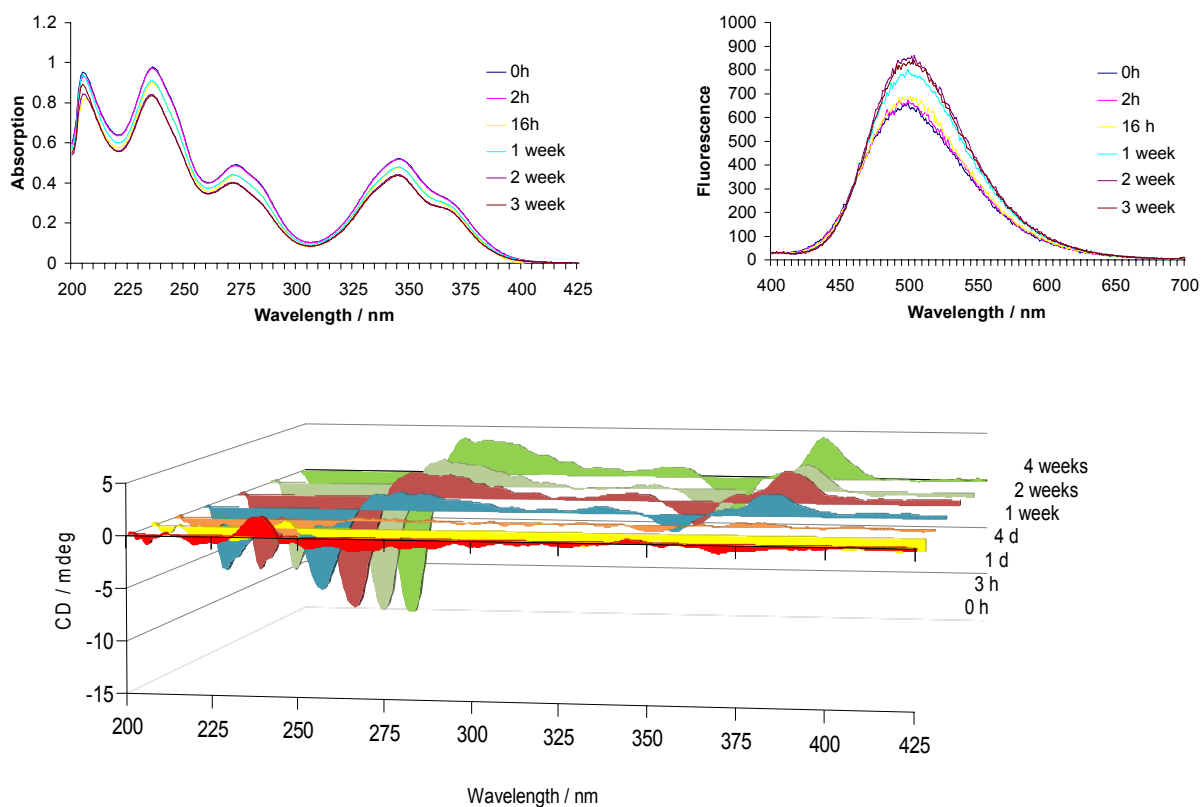 1.2
1
0.8
0.6
0.4
0.2
0
Absorption
200 225 250 275 300 325 350 375 400 425
Wavelength / nm
0h
2h
16h
1 week
2 week
3 week
1000
900
800
700
600
500
400
300
200
100
0
Fluorescence
400 450 500 550 600 650 700
Wavelength / nm
0h
2h
16 h
1 week
2 week
3 week
5
0
-5
-10
-15
CD / mdeg
200 225 250 275 300 325 350 375 400 425
Wavelength / nm
4 weeks
2 weeks
1 week
4 d
1 d
3 h
0 h